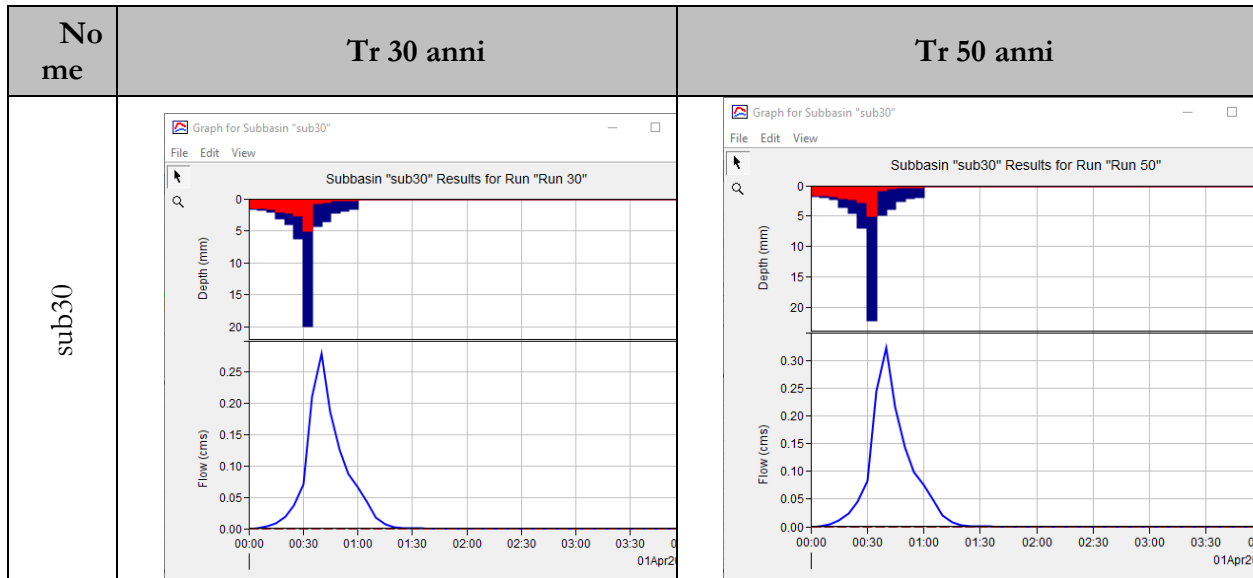 No
me
Tr 30 anni
Tr 50 anni
sub30
Graph for Subbasin "sub30"
File Edit View
Subbasin "sub30" Results for Run "Run 30"
0
5
10
15
20
Depth (mm)
0.25
0.20
0.15
0.10
0.05
0.00
Flow (cms)
00:00 00:30 01:00 01:30 02:00 02:30 03:00 03:30
01Apr20
Graph for Subbasin "sub30"
File Edit View
Subbasin "sub30" Results for Run "Run 50"
0
5
10
15
20
Depth (mm)
0.30
0.25
0.20
0.15
0.10
0.05
0.00
Flow (cms)
00:00 00:30 01:00 01:30 02:00 02:30 03:00 03:30
01Apr20